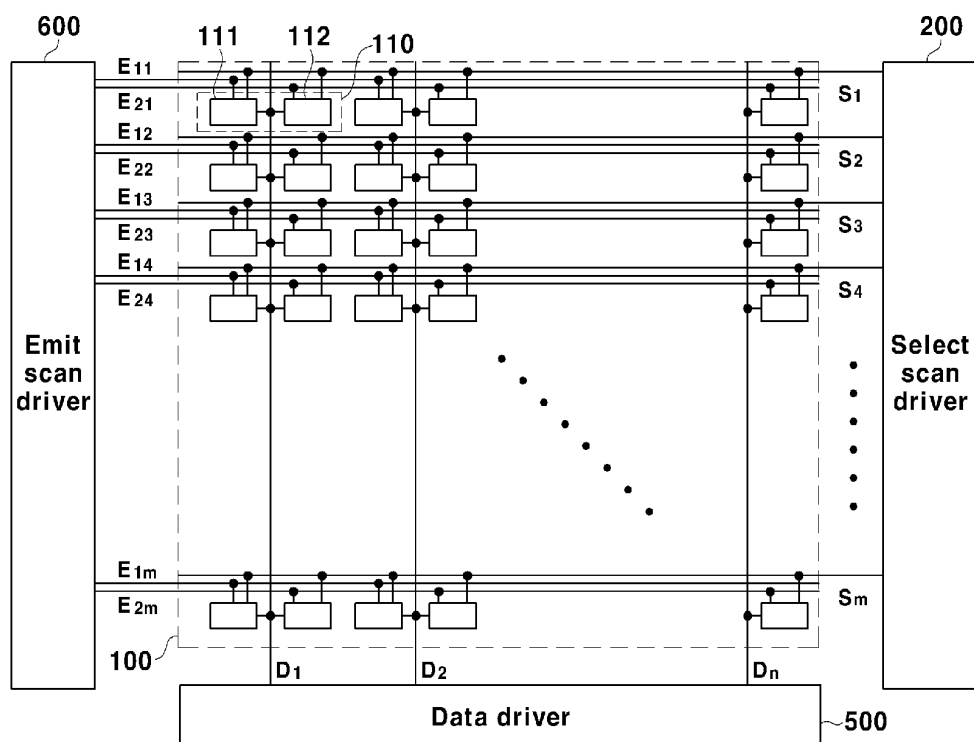 600
111
112
110
200
E11
E21
S1
E12
E22
S2
E13
E23
S3
E14
E24
S4
Emit
scan
driver
Select
scan
driver
E1m
E2m
Sm
100
D1
D2
Dn
Data driver
500